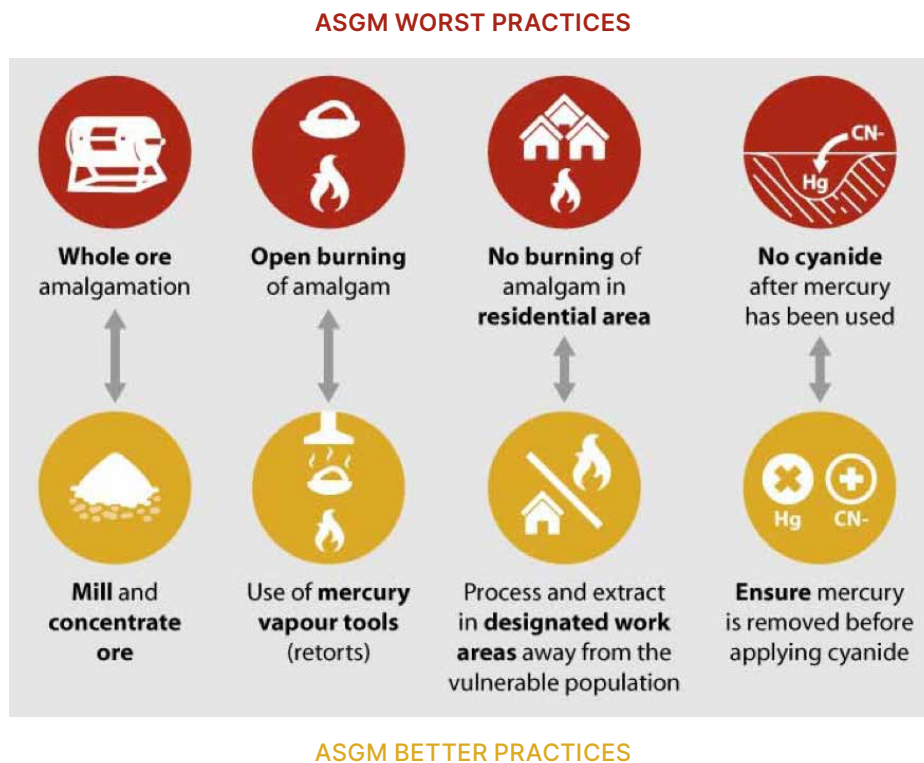 ASGM WORST PRACTICES
CN-
Hg
Whole ore
amalgamation
Open burning
of amalgam
No burning of
amalgam in
residential area
No cyanide
after mercury
has been used
Hg
CN-
Mill and
concentrate
ore
Use of mercury
vapour tools
(retorts)
Process and extract
in designated work
areas away from the
vulnerable population
Ensure mercury
is removed before
applying cyanide
ASGM BETTER PRACTICES